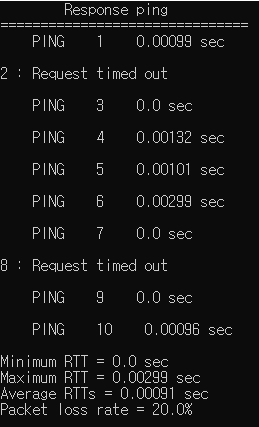 Response ping
================================
PING 1 0.00099 sec
2 : Request timed out
PING 3 0.0 sec
PING 4 0.00132 sec
PING 5 0.00101 sec
PING 6 0.00299 sec
PING 7 0.0 sec
8 : Request timed out
PING 9 0.0 sec
PING 10 0.00096 sec
Minimum RTT = 0.0 sec
Maximum RTT = 0.00299 sec
Average RTTs = 0.00091 sec
Packet loss rate = 20.0%